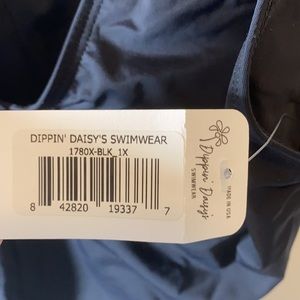 DIPPIN' DAISY'S SWIMWEAR
1780X-BLK_1X
8 42820 19337 7
Dippin' Daisy's
SWIMWEAR
MADE IN USA